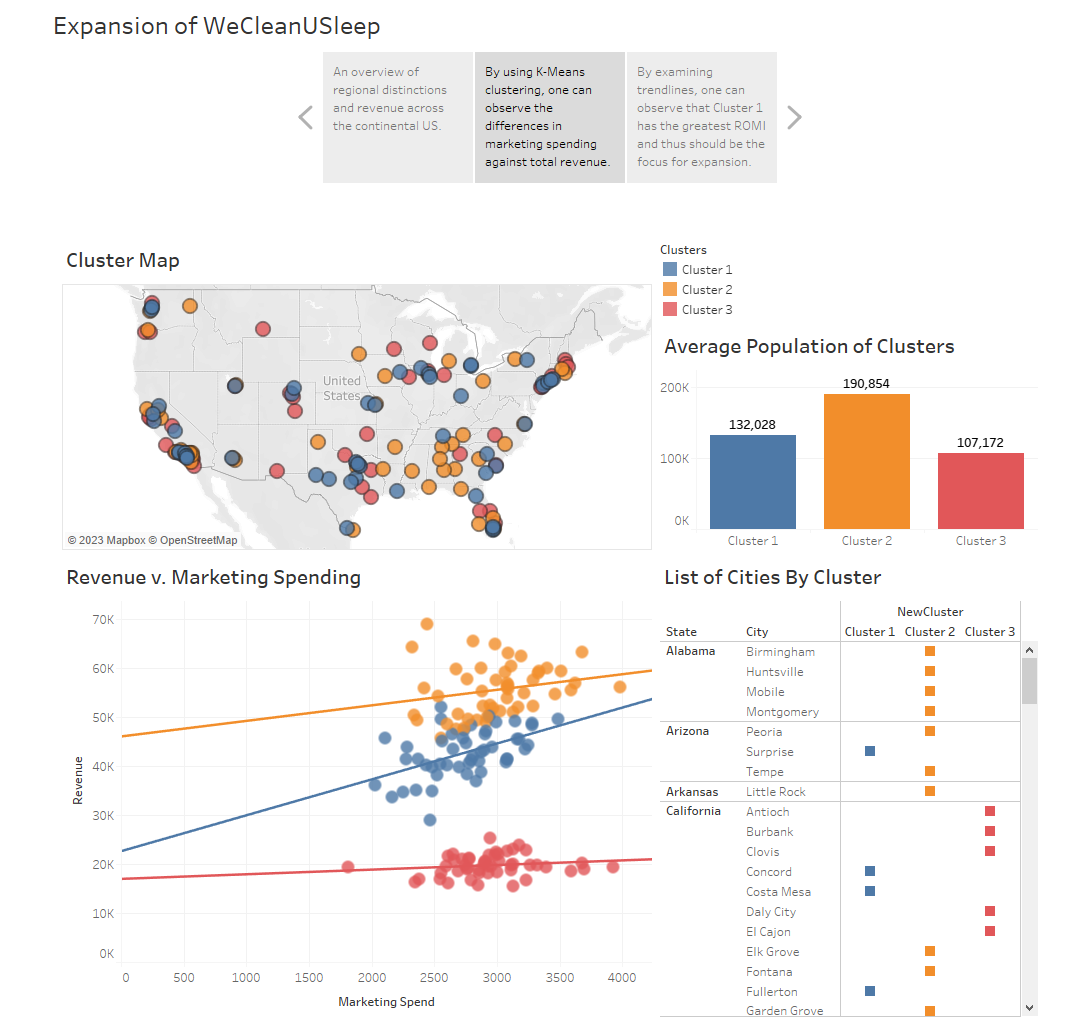 Expansion of WeCleanUSleep
An overview of
regional distinctions
and revenue across
the continental US.
By using K-Means
clustering, one can
observe the
differences in
marketing spending
against total revenue.
By examining
trendlines, one can
observe that Cluster 1
has the greatest ROMI
and thus should be the
focus for expansion.
Cluster Map
United
States
© 2023 Mapbox © OpenStreetMap
Clusters
Cluster 1
Cluster 2
Cluster 3
Average Population of Clusters
200K
100K
0K
132,028
190,854
107,172
Cluster 1
Cluster 2
Cluster 3
Revenue v. Marketing Spending
70K
60K
50K
40K
30K
20K
10K
0K
Revenue
0 500 1000 1500 2000 2500 3000 3500 4000
Marketing Spend
List of Cities By Cluster
NewCluster
State City Cluster 1 Cluster 2 Cluster 3
Alabama Birmingham
Huntsville
Mobile
Montgomery
Arizona Peoria
Surprise
Tempe
Arkansas Little Rock
California Antioch
Burbank
Clovis
Concord
Costa Mesa
Daly City
El Cajon
Elk Grove
Fontana
Fullerton
Garden Grove